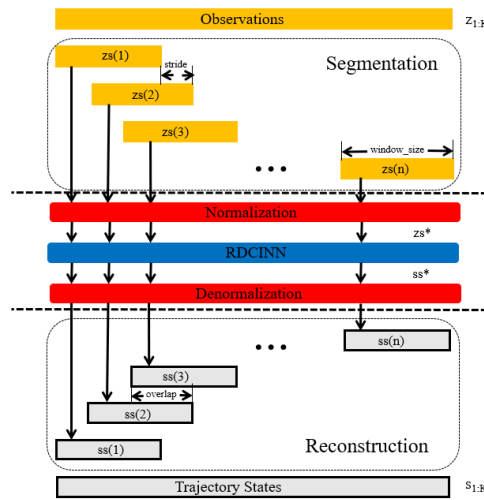 Observations
z1:K
zs(1)
Segmentation
stride
zs(2)
zs(3)
window_size
zs(n)
Normalization
zs*
RDCINN
ss*
Denormalization
ss(n)
ss(3)
overlap
ss(2)
ss(1)
Reconstruction
Trajectory States
s1:K